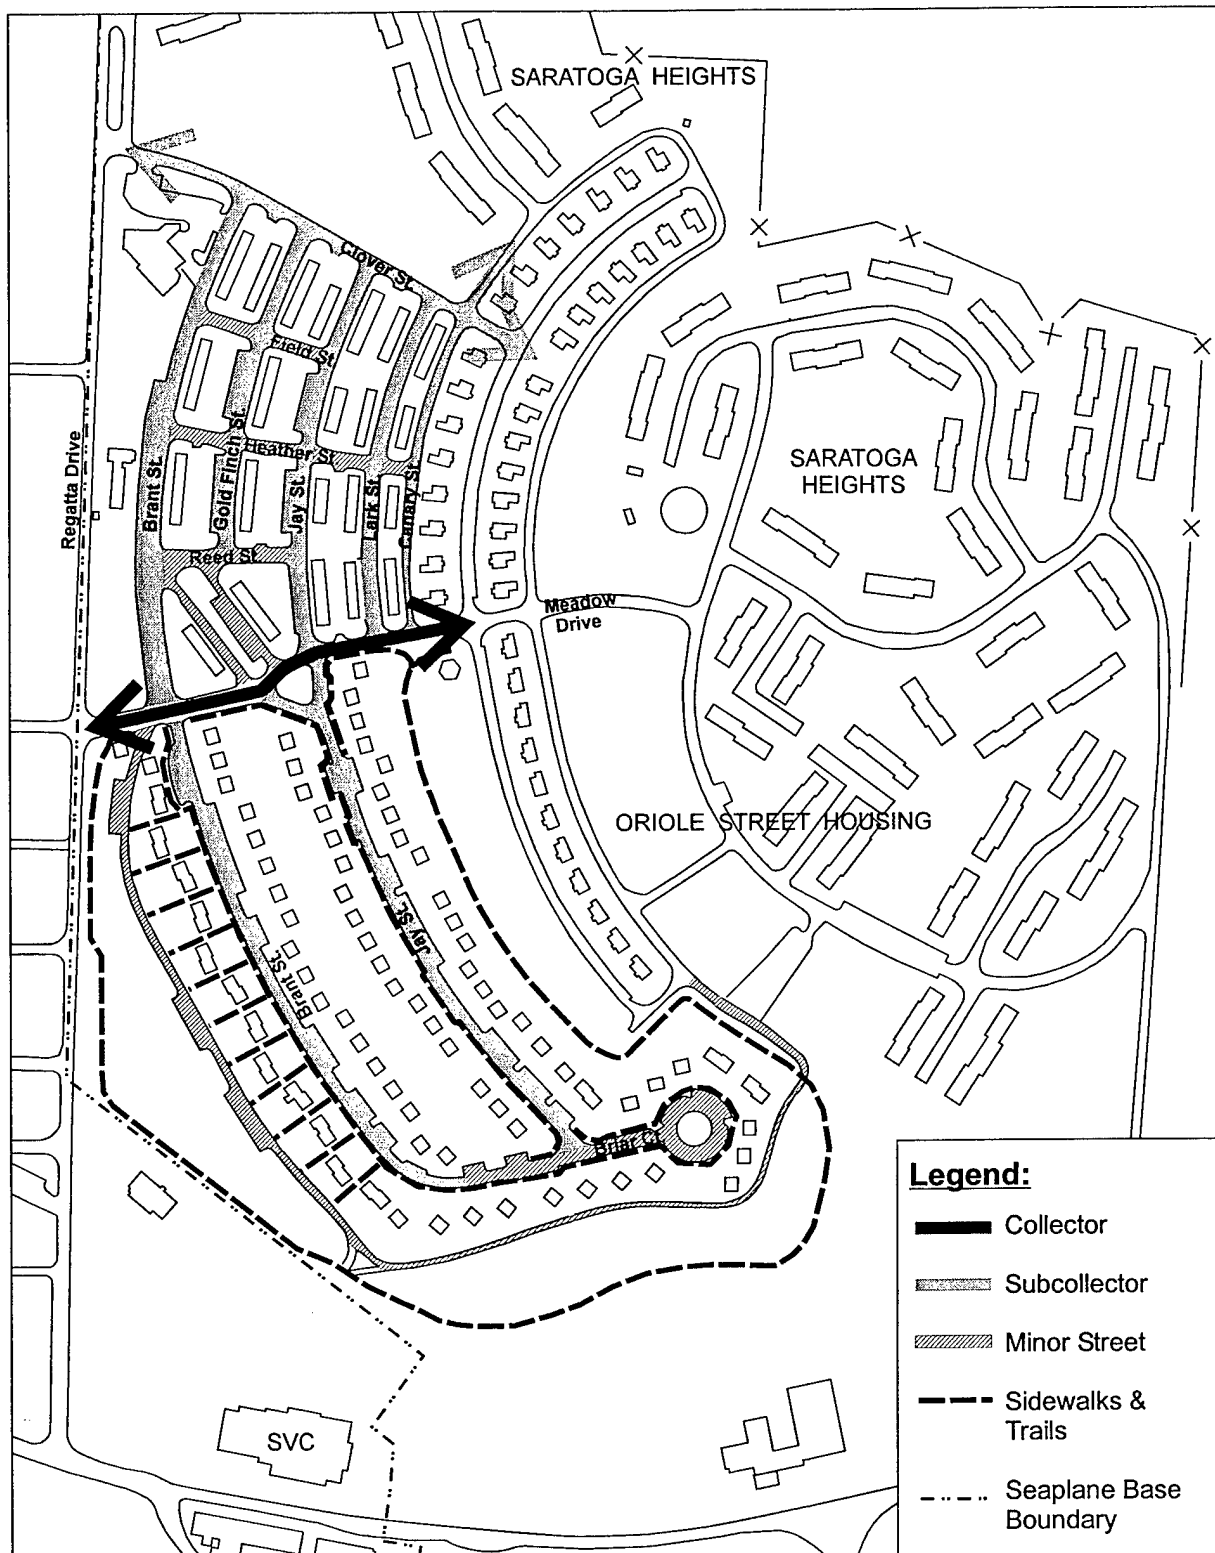 SARATOGA HEIGHTS
Clover St.
Field St.
Heather St.
Regatta Drive
Brant St.
Gold Finch St.
Jay St.
Lark St.
Canary St.
Reed St.
SARATOGA
HEIGHTS
Meadow
Drive
ORIOLE STREET HOUSING
Jay St.
Brant St.
Briar Ct.
SVC
Legend:
Collector
Subcollector
Minor Street
Sidewalks &
Trails
Seaplane Base
Boundary